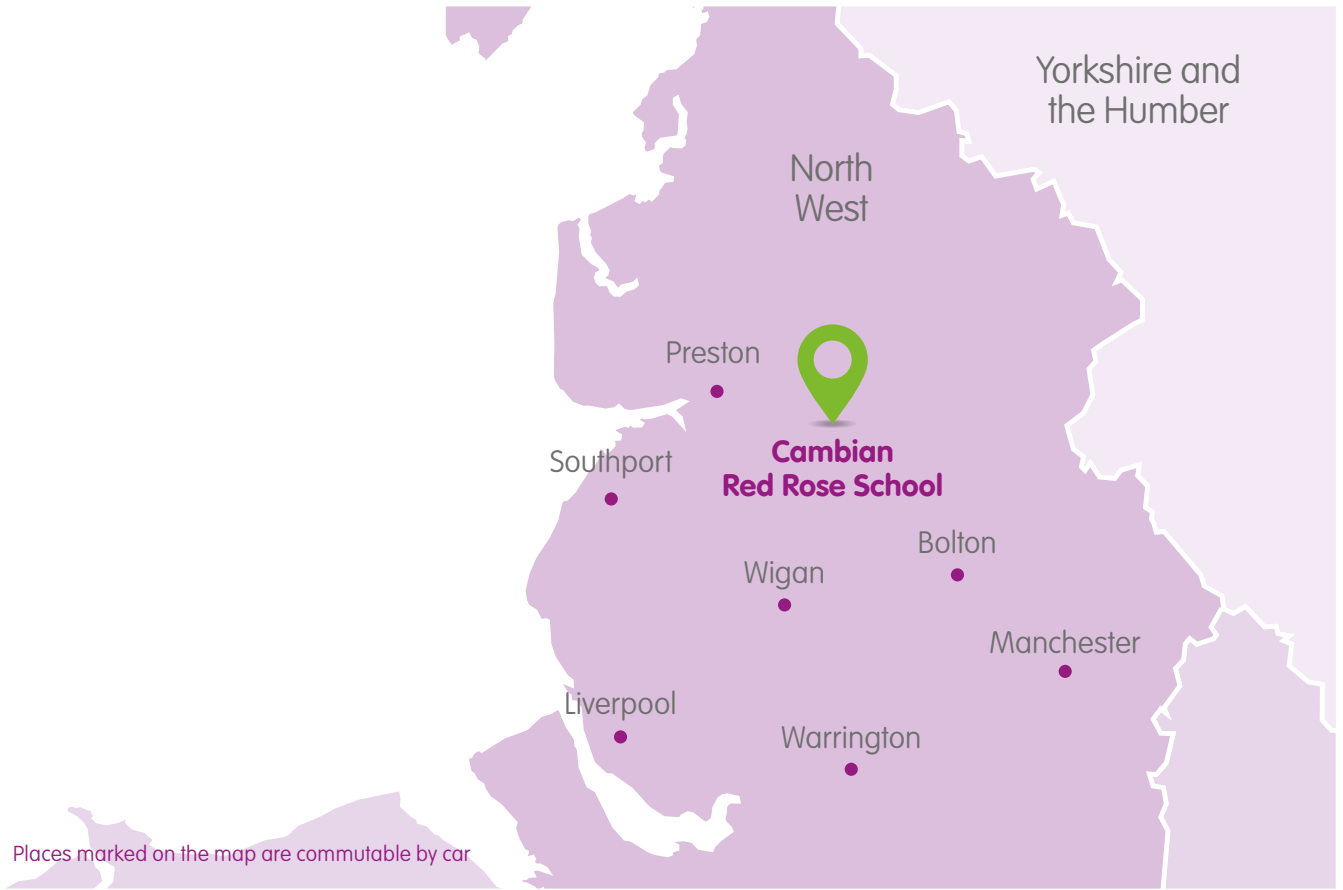 Yorkshire and
the Humber
North
West
Preston
Cambian
Red Rose School
Southport
Bolton
Wigan
Manchester
Liverpool
Warrington
Places marked on the map are commutable by car